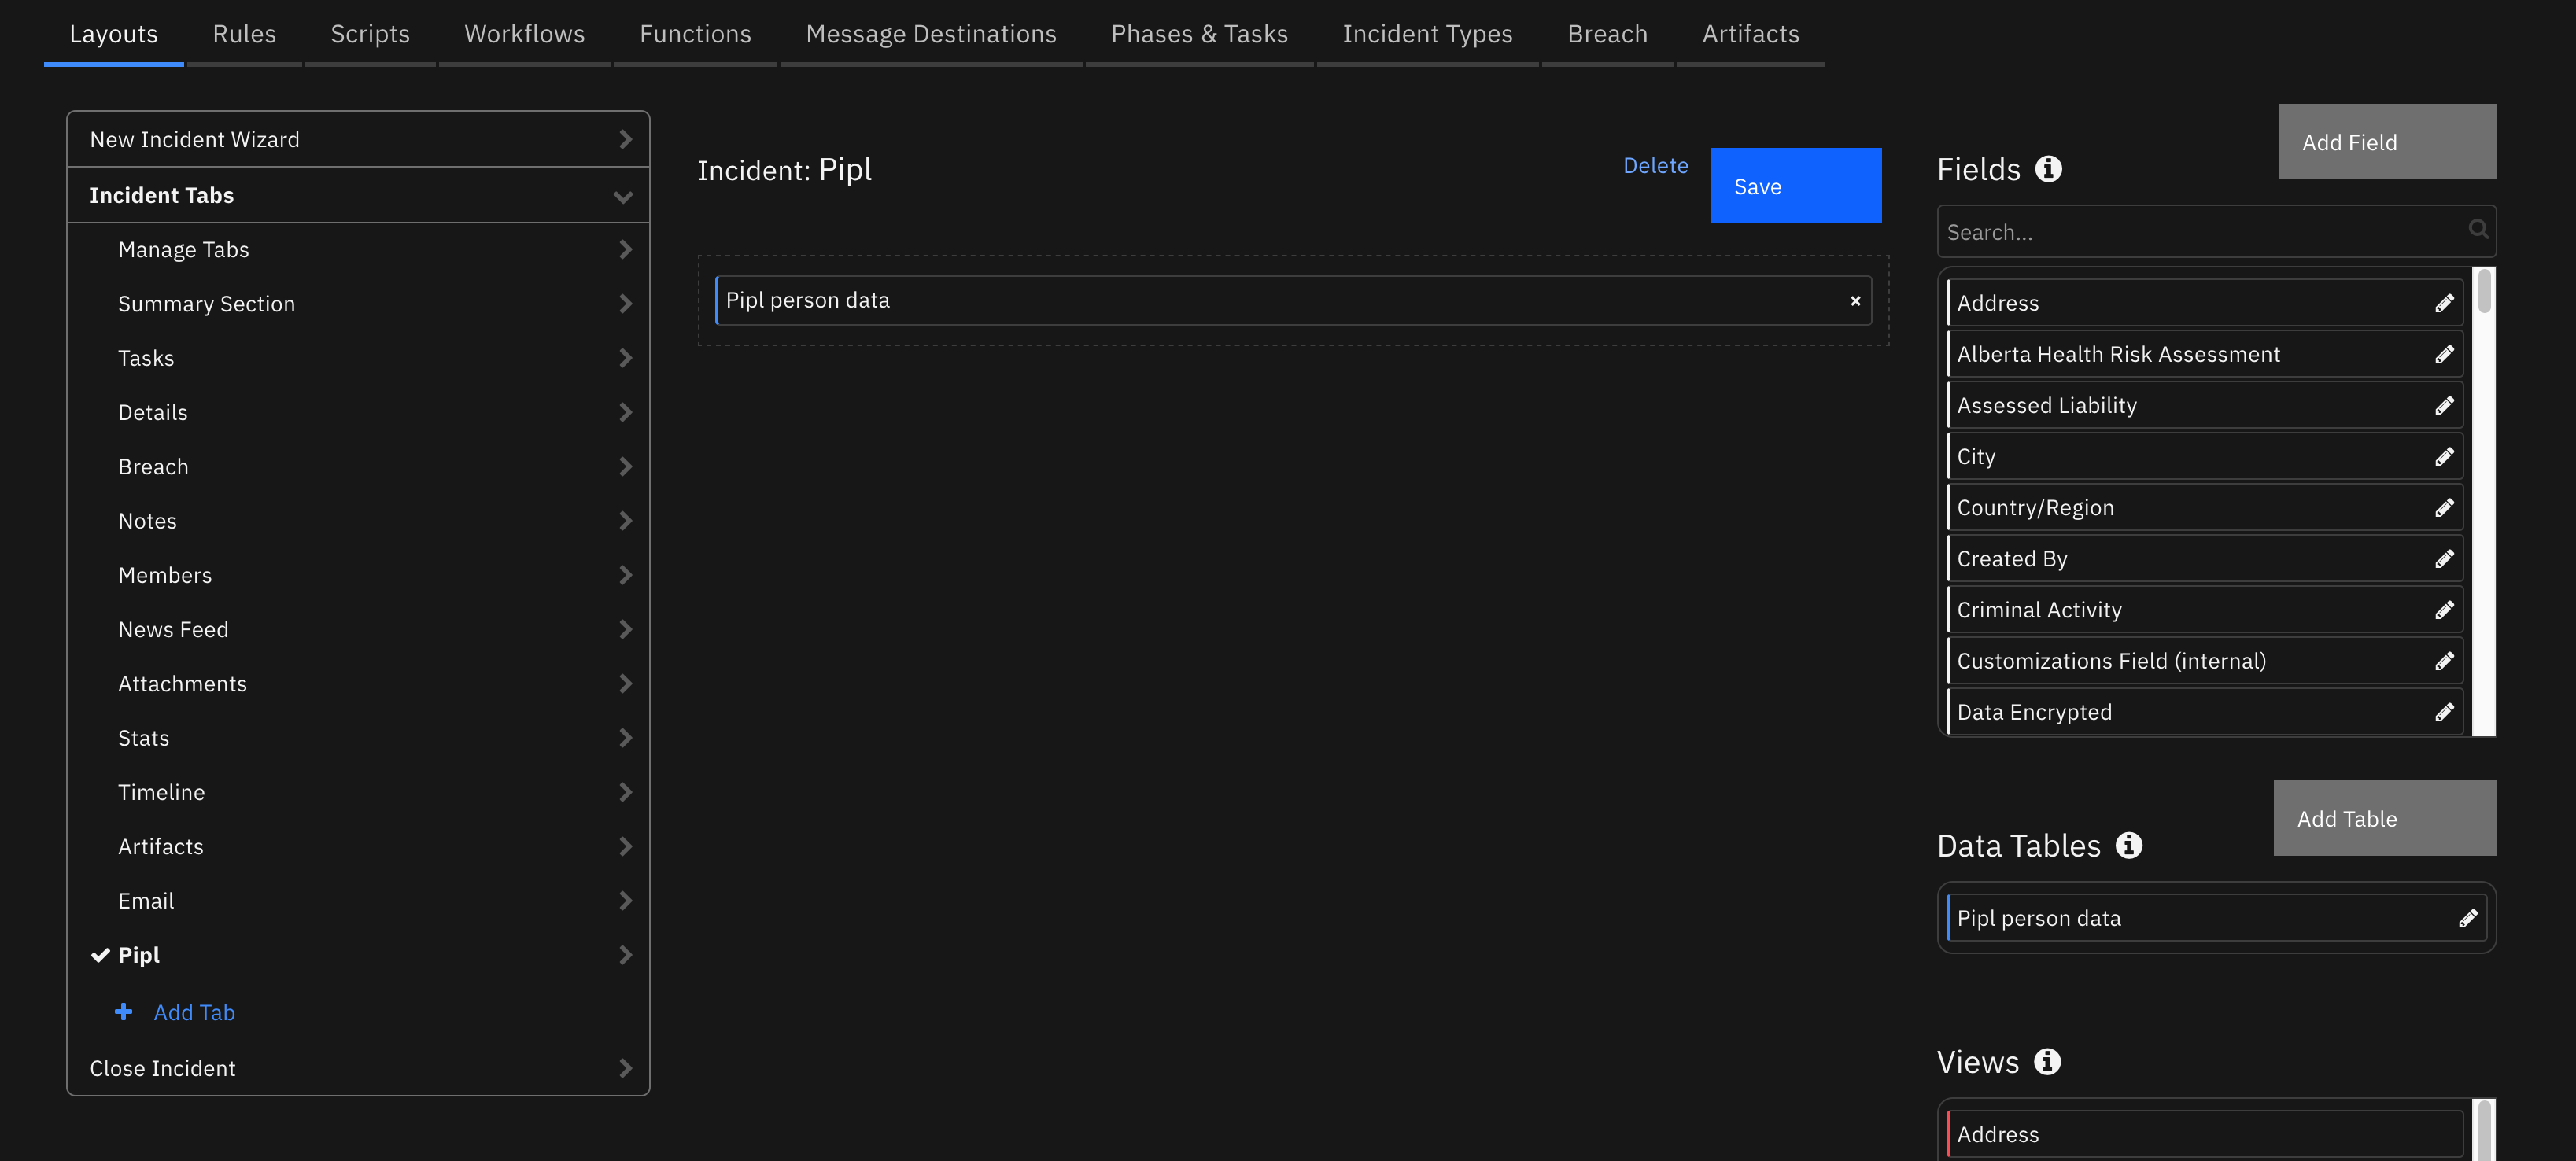 Layouts
Rules
Scripts
Workflows
Functions
Message Destinations
Phases & Tasks
Incident Types
Breach
Artifacts
New Incident Wizard
Incident Tabs
Manage Tabs
Summary Section
Tasks
Details
Breach
Notes
Members
News Feed
Attachments
Stats
Timeline
Artifacts
Email
Pipl
Add Tab
Close Incident
Incident: Pipl
Delete
Save
Pipl person data
Fields
Add Field
Search...
Address
Alberta Health Risk Assessment
Assessed Liability
City
Country/Region
Created By
Criminal Activity
Customizations Field (internal)
Data Encrypted
Data Tables
Add Table
Pipl person data
Views
Address